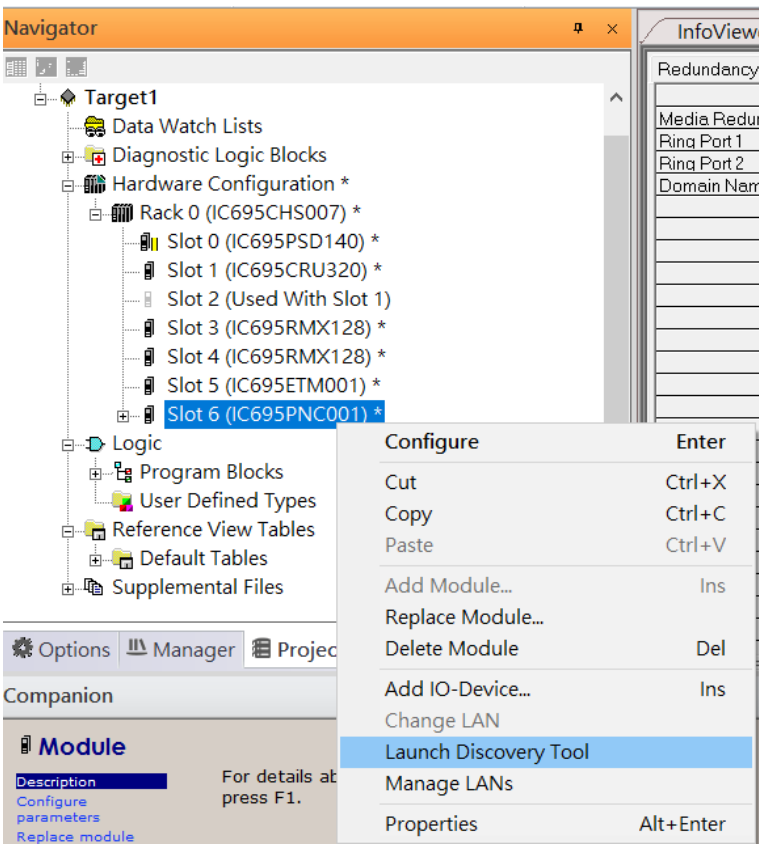 Navigator
InfoView
Target1
Data Watch Lists
Diagnostic Logic Blocks
Hardware Configuration *
Rack 0 (IC695CHS007) *
Slot 0 (IC695PSD140) *
Slot 1 (IC695CRU320) *
Slot 2 (Used With Slot 1)
Slot 3 (IC695RMX128) *
Slot 4 (IC695RMX128) *
Slot 5 (IC695ETM001) *
Slot 6 (IC695PNC001) *
Logic
Program Blocks
User Defined Types
Reference View Tables
Default Tables
Supplemental Files
Redundancy
Media Redu
Ring Port 1
Ring Port 2
Domain Nam
Configure Enter
Cut Ctrl+X
Copy Ctrl+C
Paste Ctrl+V
Add Module... Ins
Replace Module...
Delete Module Del
Add IO-Device... Ins
Change LAN
Launch Discovery Tool
Manage LANs
Properties Alt+Enter
Options Manager Projec
Companion
Module
Description
Configure
parameters
Replace module
For details ab
press F1.